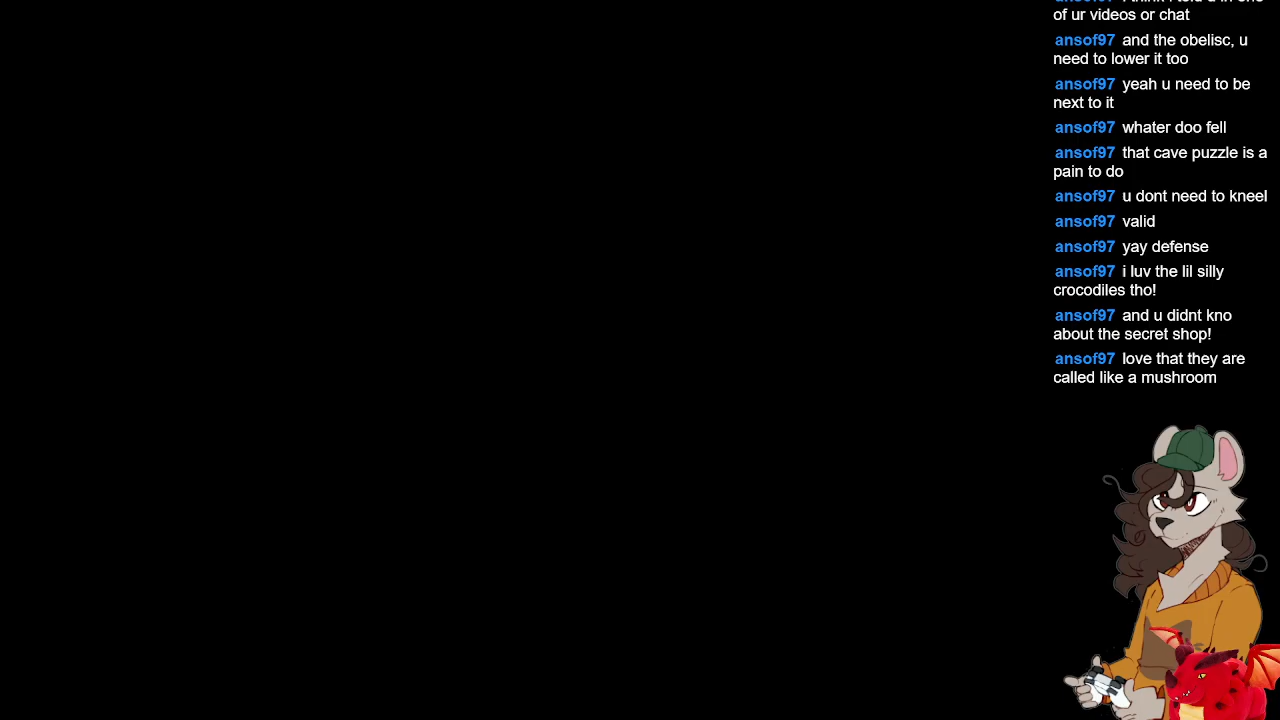 of ur videos or chat
ansof97 and the obelisc, u
need to lower it too
ansof97 yeah u need to be
next to it
ansof97 whater doo fell
ansof97 that cave puzzle is a
pain to do
ansof97 u dont need to kneel
ansof97 valid
ansof97 yay defense
ansof97 i luv the lil silly
crocodiles tho!
ansof97 and u didnt kno
about the secret shop!
ansof97 love that they are
called like a mushroom